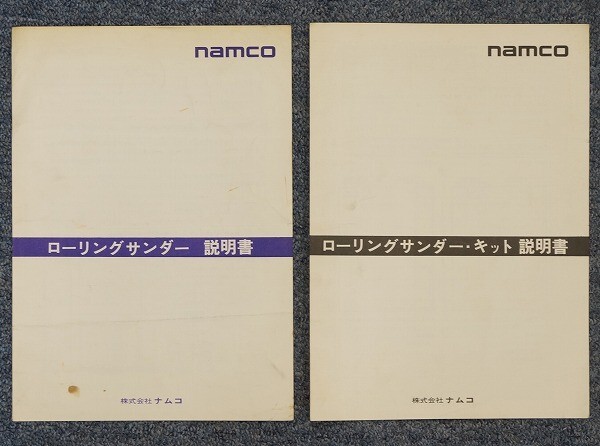 namco
ローリングサンダー 説明書
株式会社 ナムコ
namco
ローリングサンダー・キット 説明書
株式会社 ナムコ